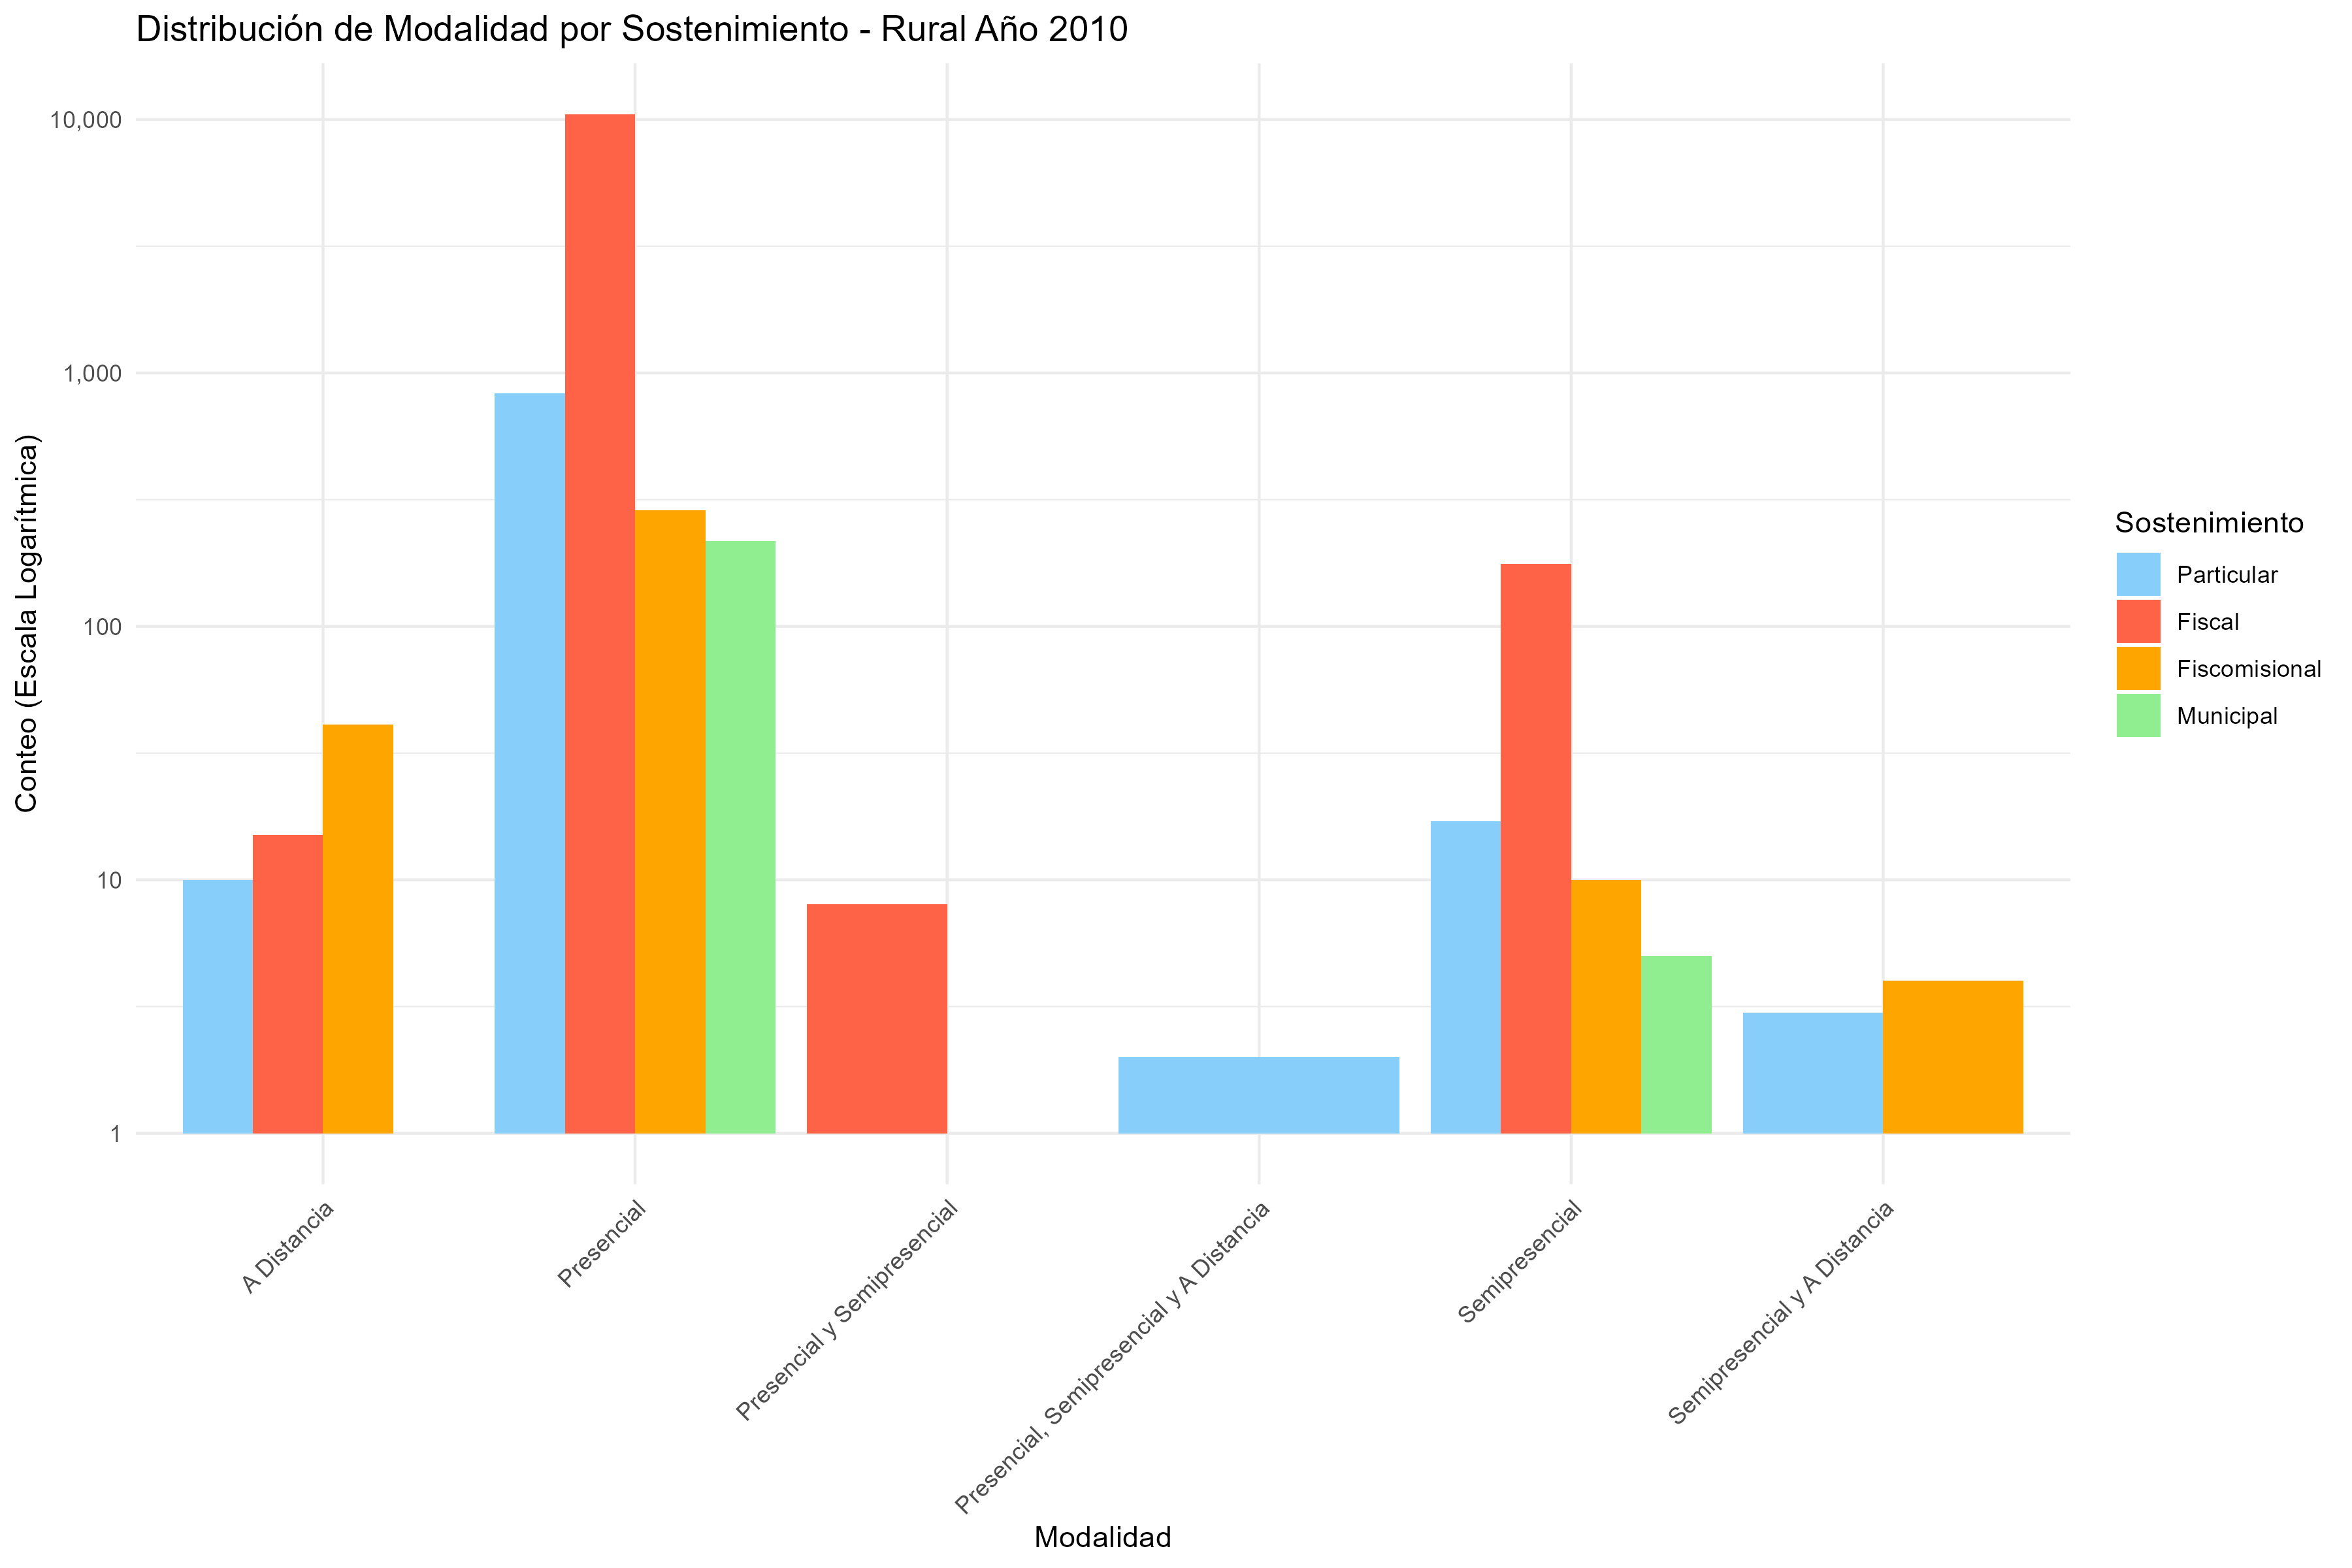 Distribución de Modalidad por Sostenimiento - Rural Año 2010
Conteo (Escala Logarítmica)
10,000
1,000
100
10
1
A Distancia
Presencial
Presencial y Semipresencial
Presencial, Semipresencial y A Distancia
Semipresencial
Semipresencial y A Distancia
Modalidad
Sostenimiento
Particular
Fiscal
Fiscomisional
Municipal